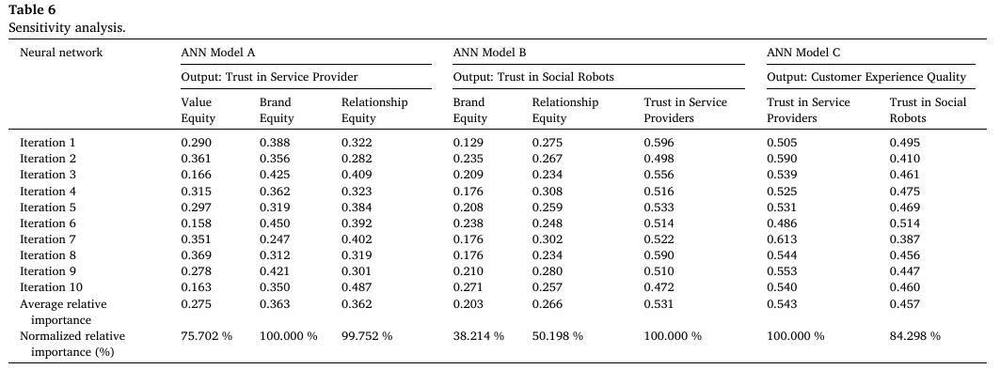 Table 6
Sensitivity analysis.
Neural network ANN Model A ANN Model B ANN Model C
Output: Trust in Service Provider Output: Trust in Social Robots Output: Customer Experience Quality
Value Brand Relationship Brand Relationship Trust in Service Trust in Service Trust in Social
Equity Equity Equity Equity Equity Providers Providers Robots
Iteration 1 0.290 0.388 0.322 0.129 0.275 0.596 0.505 0.495
Iteration 2 0.361 0.356 0.282 0.235 0.267 0.498 0.590 0.410
Iteration 3 0.166 0.425 0.409 0.209 0.234 0.556 0.539 0.461
Iteration 4 0.315 0.362 0.323 0.176 0.308 0.516 0.525 0.475
Iteration 5 0.297 0.319 0.384 0.208 0.259 0.533 0.531 0.469
Iteration 6 0.158 0.450 0.392 0.238 0.248 0.514 0.486 0.514
Iteration 7 0.351 0.247 0.402 0.176 0.302 0.522 0.613 0.387
Iteration 8 0.369 0.312 0.319 0.176 0.234 0.590 0.544 0.456
Iteration 9 0.278 0.421 0.301 0.210 0.280 0.510 0.553 0.447
Iteration 10 0.163 0.350 0.487 0.271 0.257 0.472 0.540 0.460
Average relative 0.275 0.363 0.362 0.203 0.266 0.531 0.543 0.457
importance
Normalized relative 75.702 % 100.000 % 99.752 % 38.214 % 50.198 % 100.000 % 100.000 % 84.298 %
importance (%)